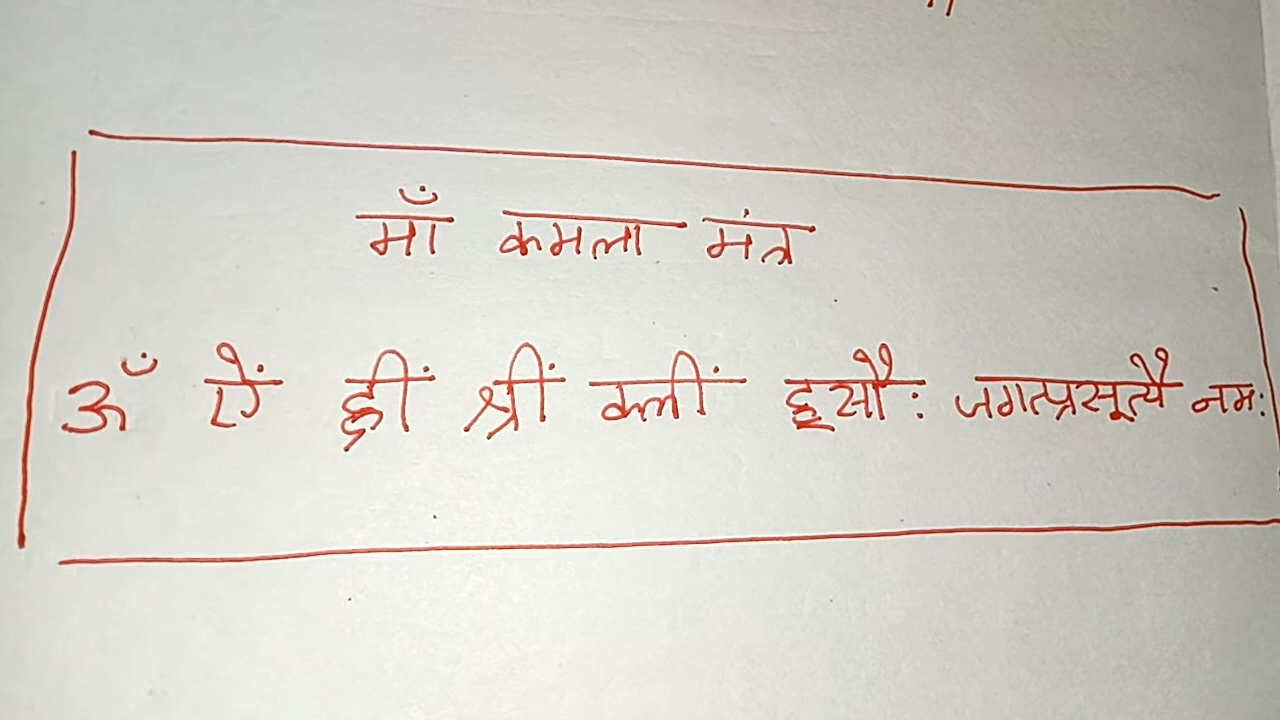 माँ कमला मंत्र
ॐ ऐं ह्रीं श्रीं क्लीं ह्सौ: जगत्प्रसूत्यै नम: